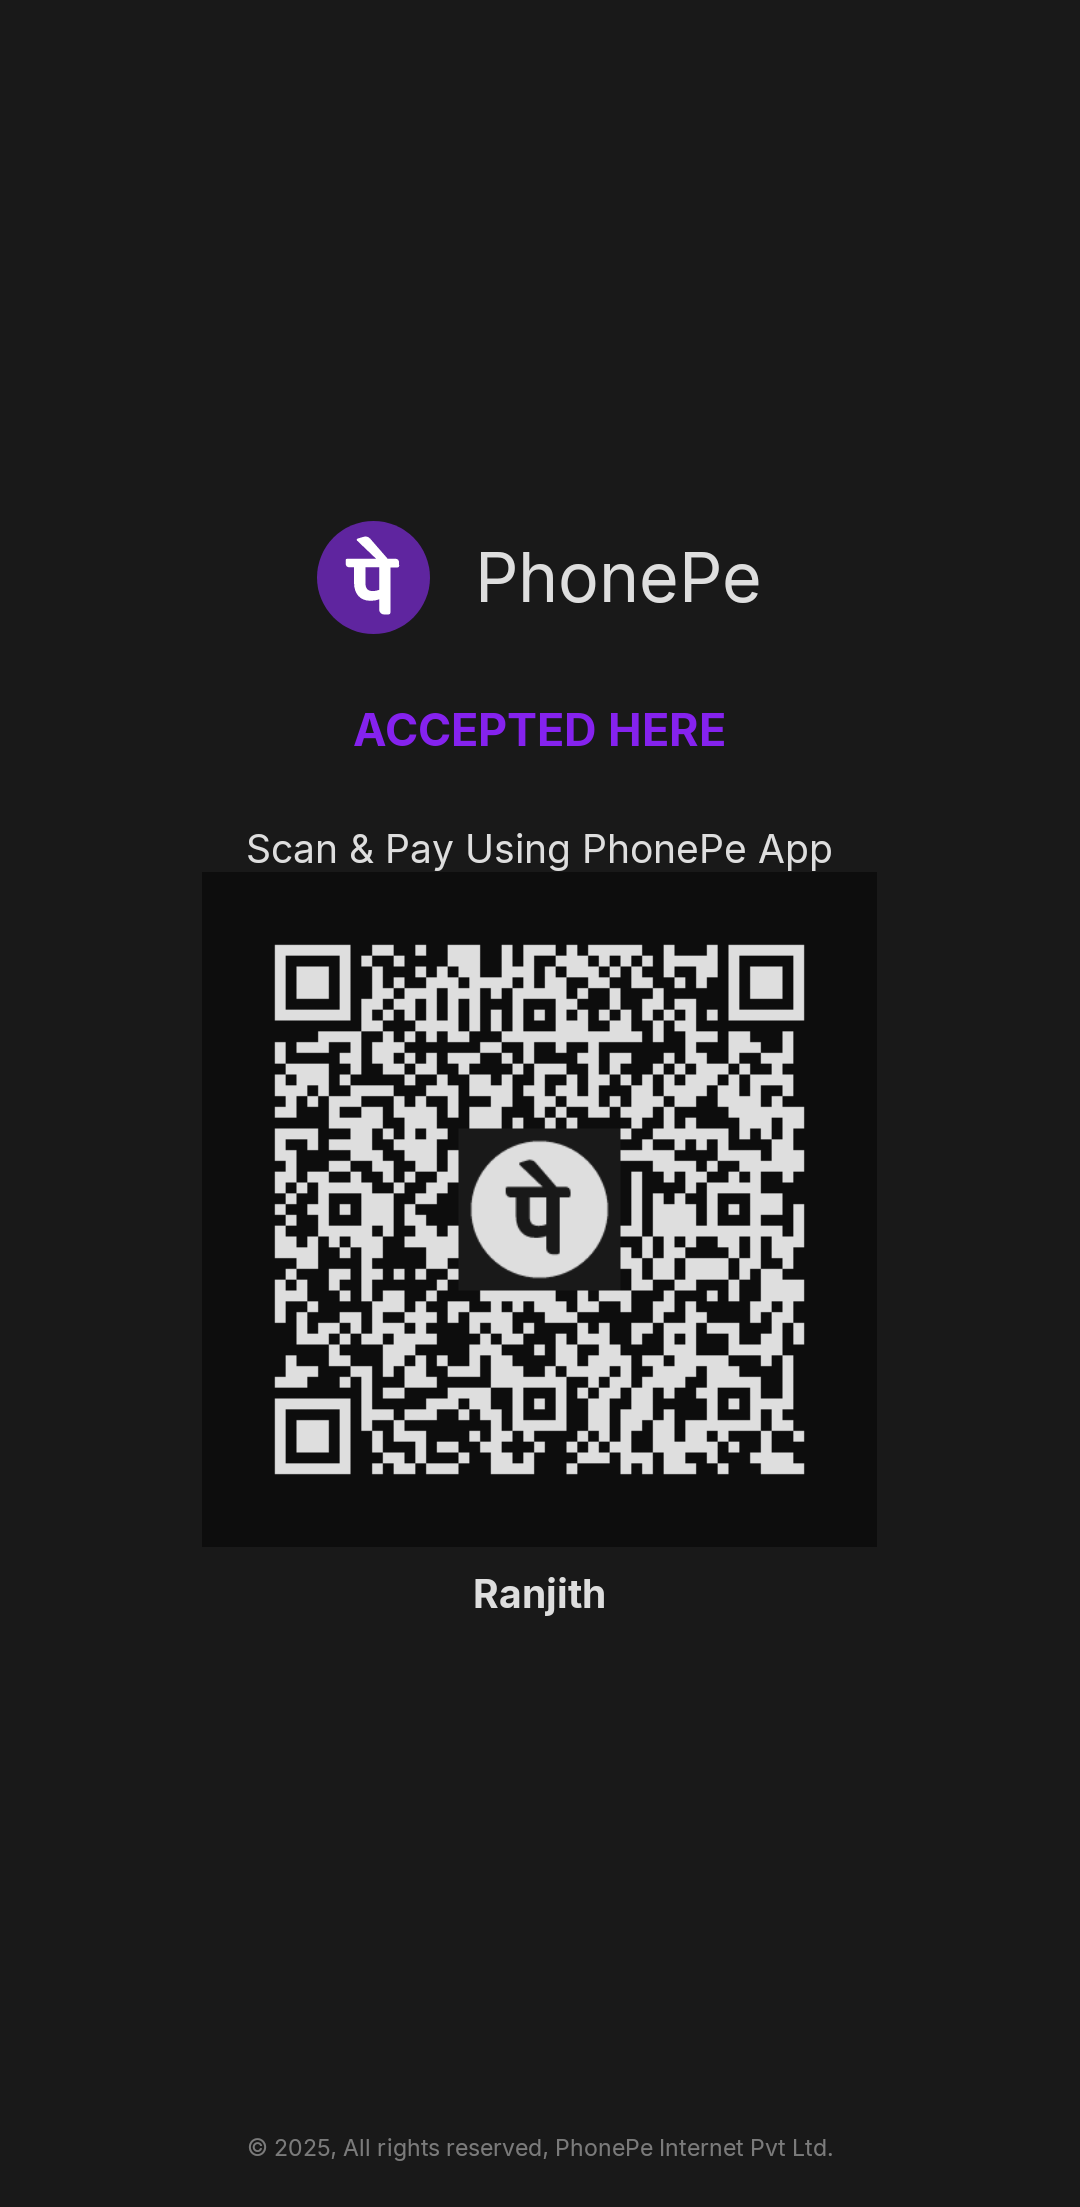 पे PhonePe
ACCEPTED HERE
Scan & Pay Using PhonePe App
पे
Ranjith
© 2025, All rights reserved, PhonePe Internet Pvt Ltd.